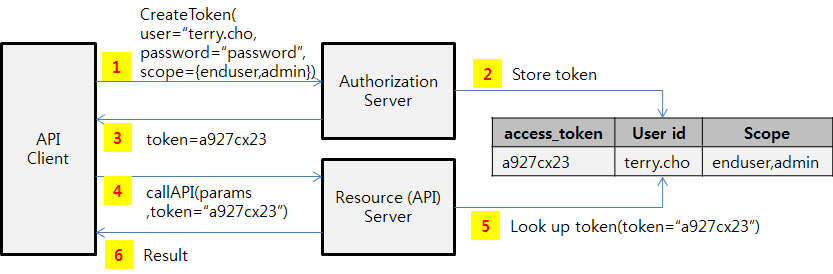 CreateToken(
user=“terry.cho,
password=“password”,
scope={enduser,admin})
1
Authorization
Server
2
Store token
3
token=a927cx23
API
Client
access_token User id Scope
a927cx23 terry.cho enduser,admin
4
callAPI(params
,token=“a927cx23”)
Resource (API)
Server
5
Look up token(token=“a927cx23”)
6
Result